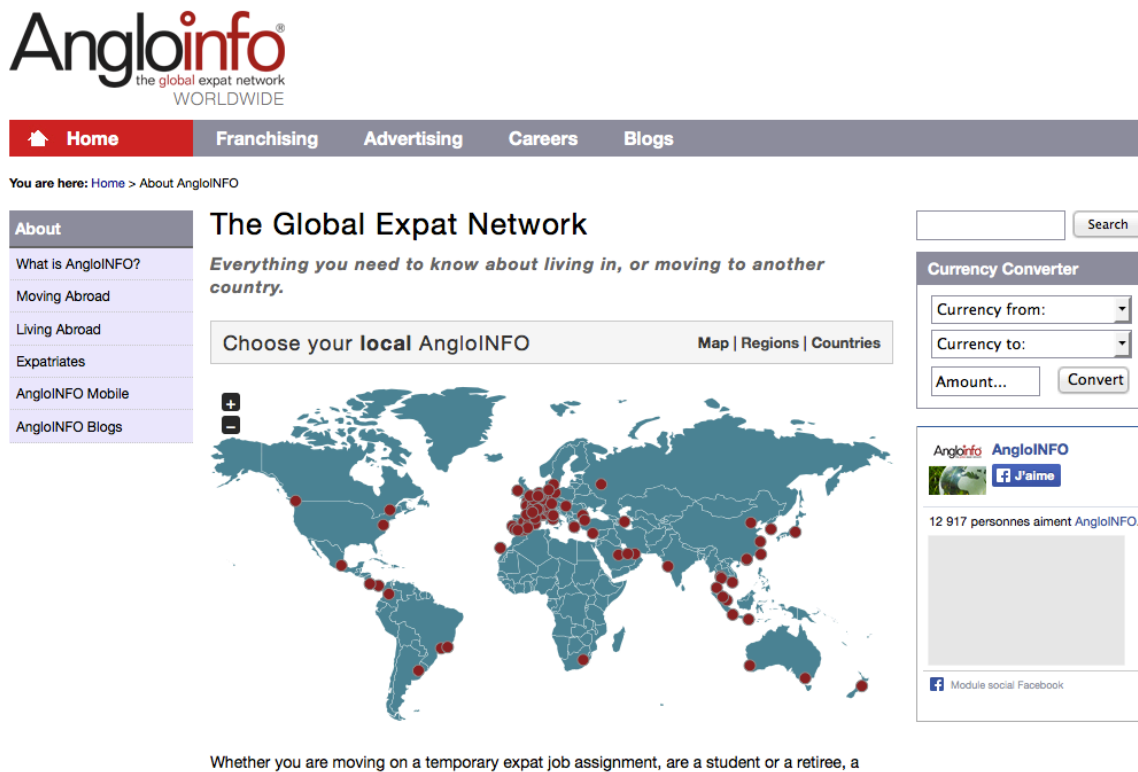 Angloinfo®
the global expat network
WORLDWIDE
Home Franchising Advertising Careers Blogs
You are here: Home > About AngloINFO
About
What is AngloINFO?
Moving Abroad
Living Abroad
Expatriates
AngloINFO Mobile
AngloINFO Blogs
The Global Expat Network
Everything you need to know about living in, or moving to another
country.
Choose your local AngloINFO
Map | Regions | Countries
+
−
Whether you are moving on a temporary expat job assignment, are a student or a retiree, a
Search
Currency Converter
Currency from:
Currency to:
Amount...
Convert
Angloinfo
AngloINFO
J'aime
12 917 personnes aiment AngloINFO.
Module social Facebook